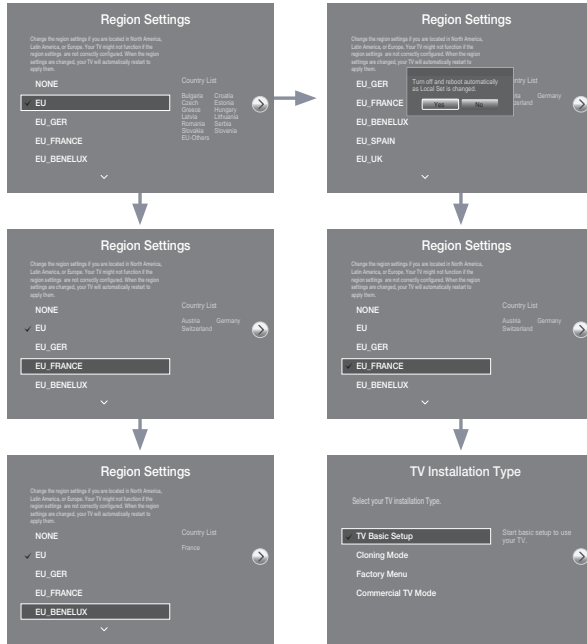 Region Settings
Change the region settings if you are located in North America,
Latin America, or Europe. Your TV might not function if the
region settings are not correctly configured. When the region
settings are changed, your TV will automatically restart to
apply them.
NONE
✓ EU
EU_GER
EU_FRANCE
EU_BENELUX
Country List
Bulgaria Croatia
Czech Estonia
Greece Hungary
Latvia Lithuania
Romania Serbia
Slovakia Slovenia
EU-Others
Region Settings
Change the region settings if you are located in North America,
Latin America, or Europe. Your TV might not function if the
region settings are not correctly configured. When the region
settings are changed, your TV will automatically restart to
apply them.
EU_GER
EU_FRANCE
EU_BENELUX
EU_SPAIN
EU_UK
Turn off and reboot automatically
as Local Set is changed.
Yes No
ntry List
Germany
Region Settings
Change the region settings if you are located in North America,
Latin America, or Europe. Your TV might not function if the
region settings are not correctly configured. When the region
settings are changed, your TV will automatically restart to
apply them.
NONE
✓ EU
EU_GER
EU_FRANCE
EU_BENELUX
Country List
Austria Germany
Switzerland
Region Settings
Change the region settings if you are located in North America,
Latin America, or Europe. Your TV might not function if the
region settings are not correctly configured. When the region
settings are changed, your TV will automatically restart to
apply them.
NONE
EU
EU_GER
✓ EU_FRANCE
EU_BENELUX
Country List
Austria Germany
Switzerland
Region Settings
Change the region settings if you are located in North America,
Latin America, or Europe. Your TV might not function if the
region settings are not correctly configured. When the region
settings are changed, your TV will automatically restart to
apply them.
NONE
✓ EU
EU_GER
EU_FRANCE
EU_BENELUX
Country List
France
TV Installation Type
Select your TV installation Type.
✓ TV Basic Setup
Cloning Mode
Factory Menu
Commercial TV Mode
Start basic setup to use
your TV.